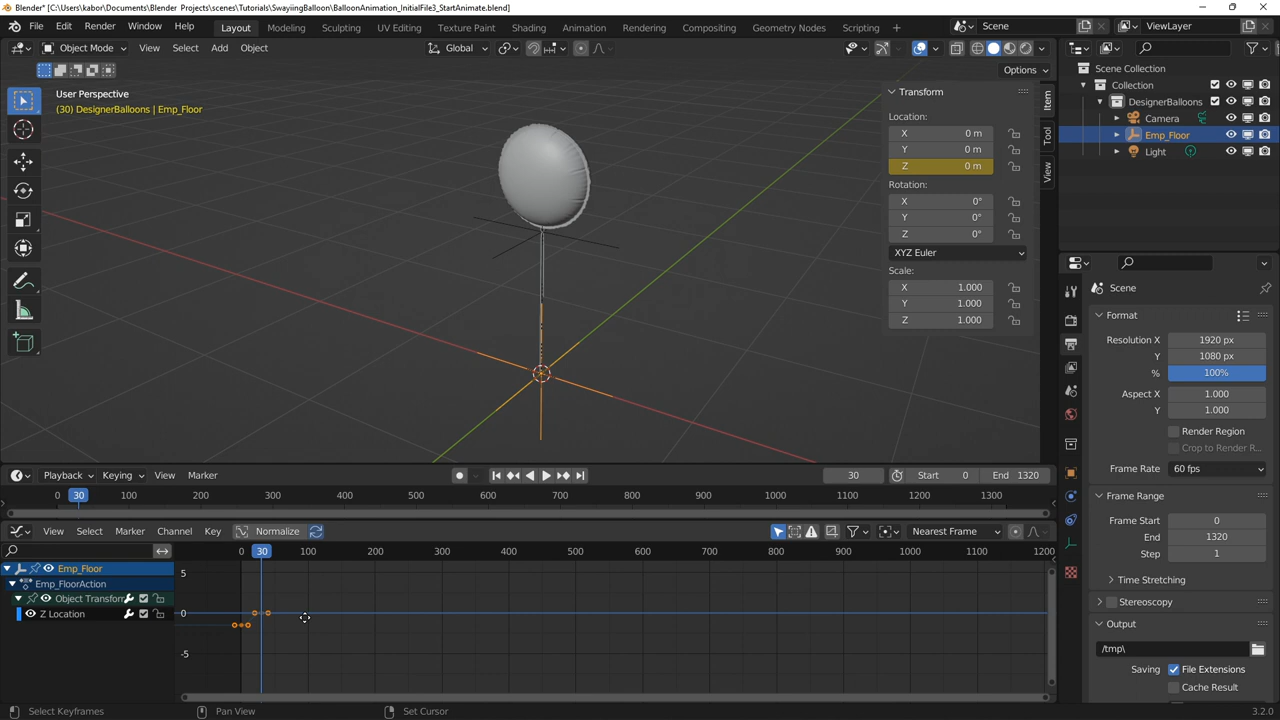 Blender* [C:\Users\kabor\Documents\Blender Projects\scenes\Tutorials\SwayiingBalloon\BalloonAnimation_InitialFile3_StartAnimate.blend]
File Edit Render Window Help Layout Modeling Sculpting UV Editing Texture Paint Shading Animation Rendering Compositing Geometry Nodes Scripting Scene ViewLayer
Object Mode View Select Add Object Global
Options
User Perspective
(30) DesignerBalloons | Emp_Floor
Transform
Location:
X 0 m
Y 0 m
Z 0 m
Rotation:
X 0°
Y 0°
Z 0°
XYZ Euler
Scale:
X 1.000
Y 1.000
Z 1.000
Item
Tool
View
Scene Collection
Collection
DesignerBalloons
Camera
Emp_Floor
Light
Scene
Format
Resolution X 1920 px
Y 1080 px
% 100%
Aspect X 1.000
Y 1.000
Render Region
Crop to Render R...
Frame Rate 60 fps
Frame Range
Frame Start 0
End 1320
Step 1
Time Stretching
Stereoscopy
Output
/tmp\
Saving File Extensions
Cache Result
Playback Keying View Marker 30 Start 0 End 1320
0 30 100 200 300 400 500 600 700 800 900 1000 1100 1200 1300
View Select Marker Channel Key Normalize Nearest Frame
0 30 100 200 300 400 500 600 700 800 900 1000 1100 1200
Emp_Floor
Emp_FloorAction
Object Transform
Z Location
5
0
-5
Select Keyframes Pan View Set Cursor 3.2.0